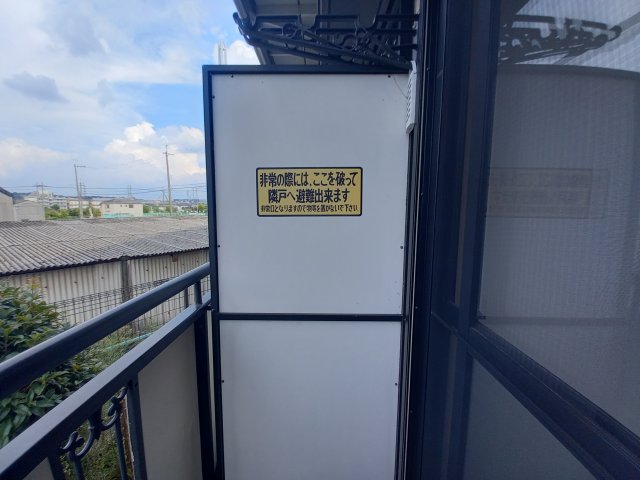 非常の際には、ここを破って
隣戸へ避難出来ます
非常口となりますので物等を置かないで下さい